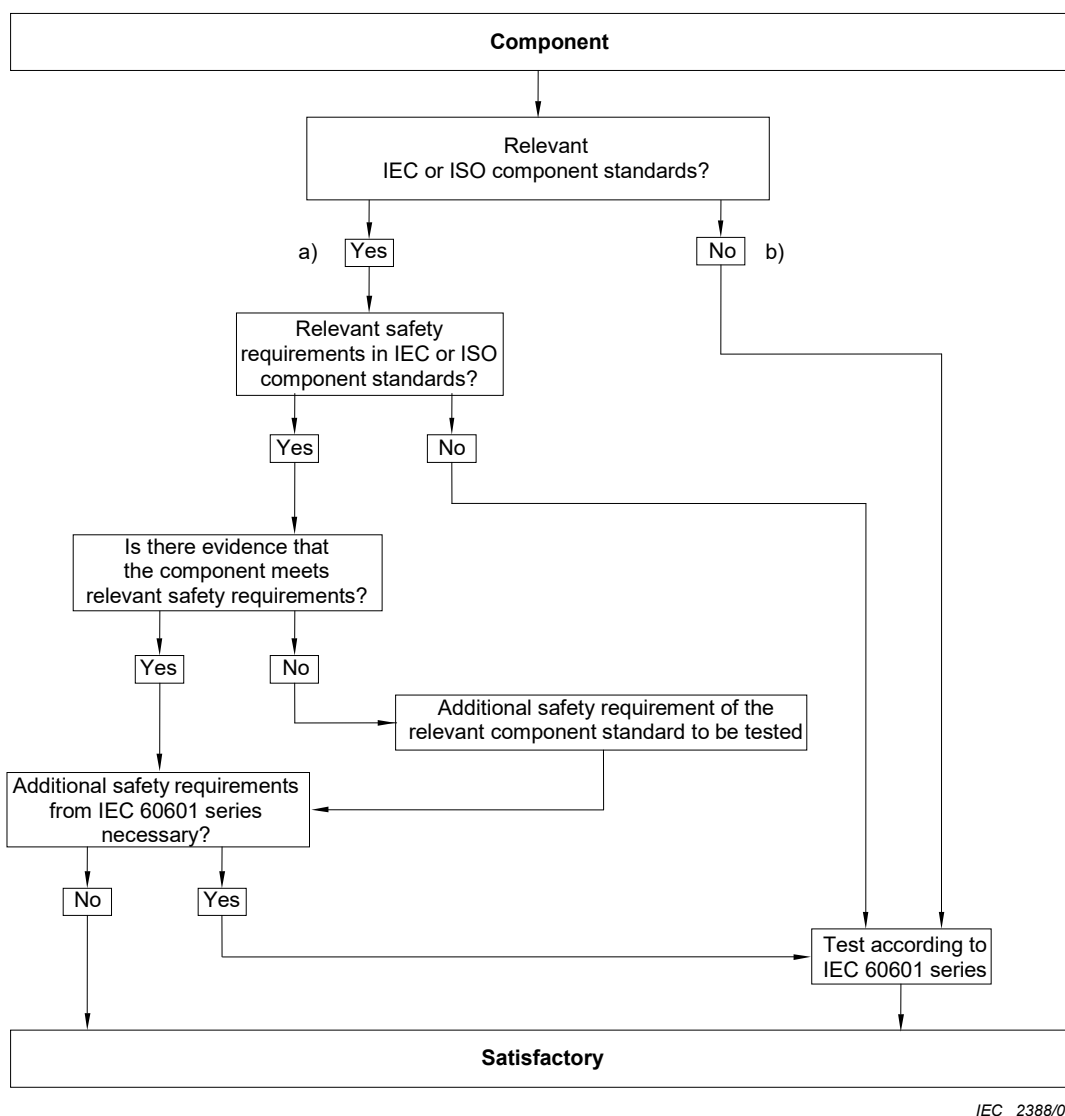 Component
Relevant
IEC or ISO component standards?
a)
Yes
No
b)
Relevant safety
requirements in IEC or ISO
component standards?
Yes
No
Is there evidence that
the component meets
relevant safety requirements?
Yes
No
Additional safety requirement of the
relevant component standard to be tested
Additional safety requirements
from IEC 60601 series
necessary?
No
Yes
Test according to
IEC 60601 series
Satisfactory
IEC 2388/0